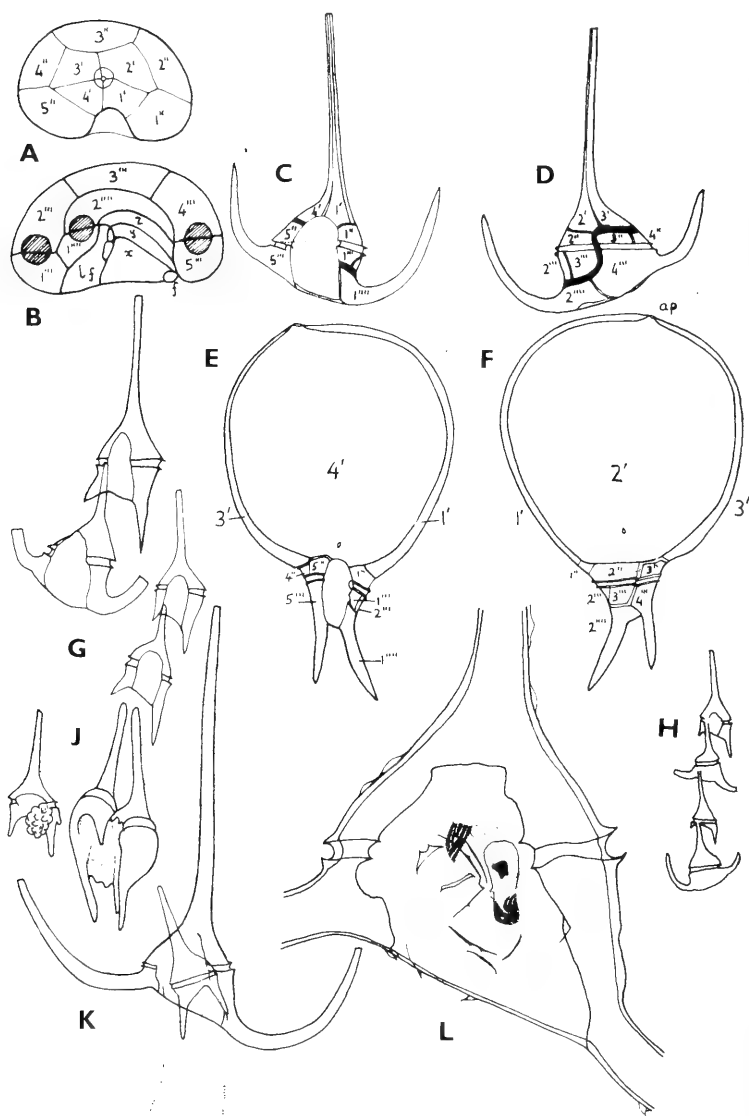 3"
4" 3' 2' 2"
5" 4' 1' 1"
A
3'''
2''' 2'''' 4'''
z
1'''' y
x
1''' l f 5'''
f
B
C
4' 1'
5" 1"
5''' 1'''
1''''
D
2' 3'
4"
2" 3"
2''' 3''' 4'''
2''''
ap
E
4'
3' 1'
o
4" 5" 1"
5''' 1'''
2'''
1''''
F
2'
1' 3'
o
1" 2" 3"
2''' 3''' 4'''
2''''
G
H
J
K
L